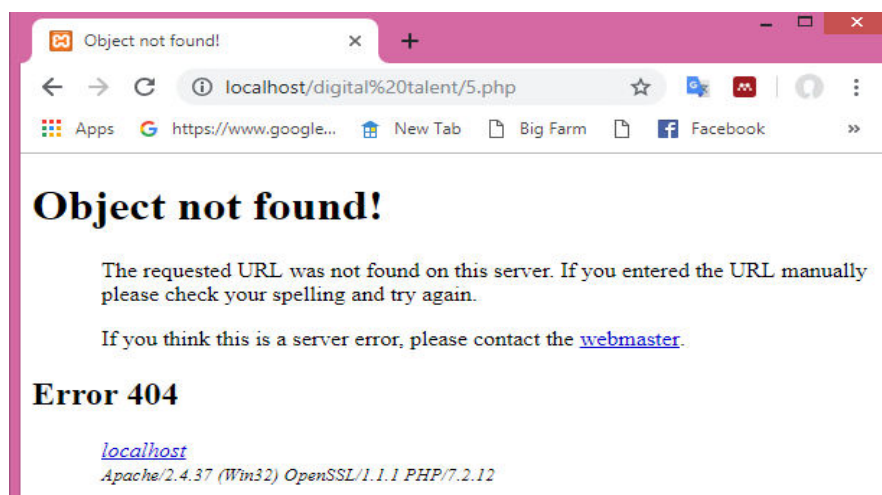 Object not found!
localhost/digital%20talent/5.php
Apps https://www.google... New Tab Big Farm Facebook »
Object not found!
The requested URL was not found on this server. If you entered the URL manually
please check your spelling and try again.
If you think this is a server error, please contact the webmaster.
Error 404
localhost
Apache/2.4.37 (Win32) OpenSSL/1.1.1 PHP/7.2.12